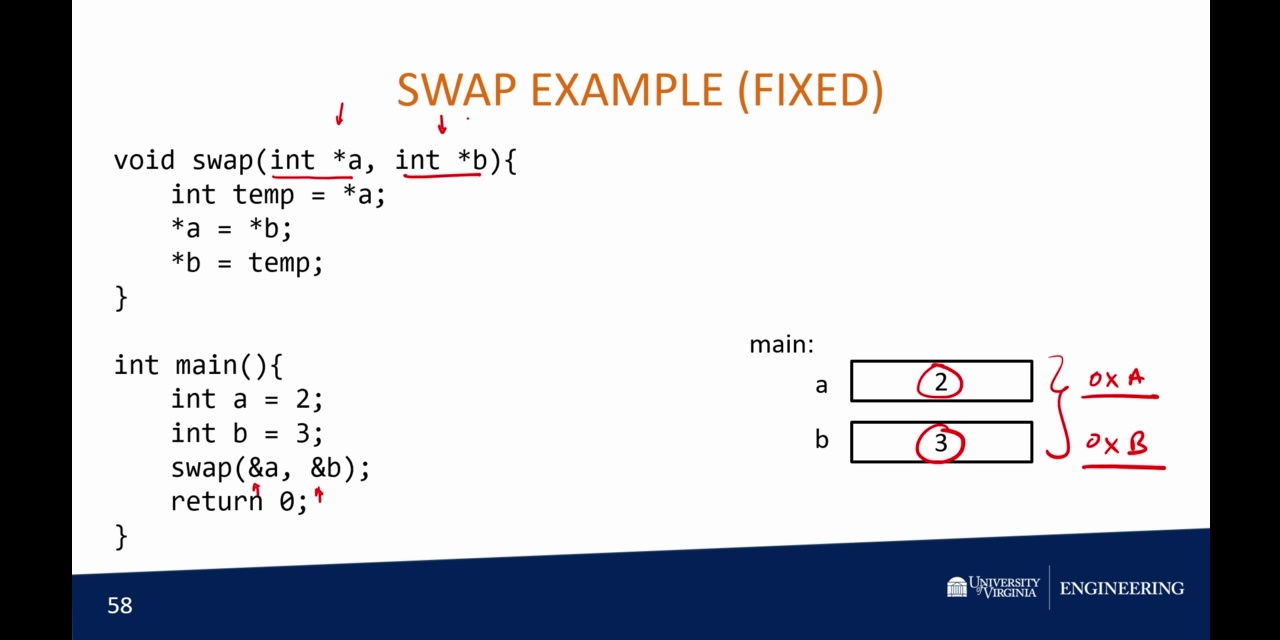 SWAP EXAMPLE (FIXED)
void swap(int *a, int *b){
int temp = *a;
*a = *b;
*b = temp;
}
int main(){
int a = 2;
int b = 3;
swap(&a, &b);
return 0;
}
main:
a 2 0xA
b 3 0xB
58
UNIVERSITY
of VIRGINIA
ENGINEERING